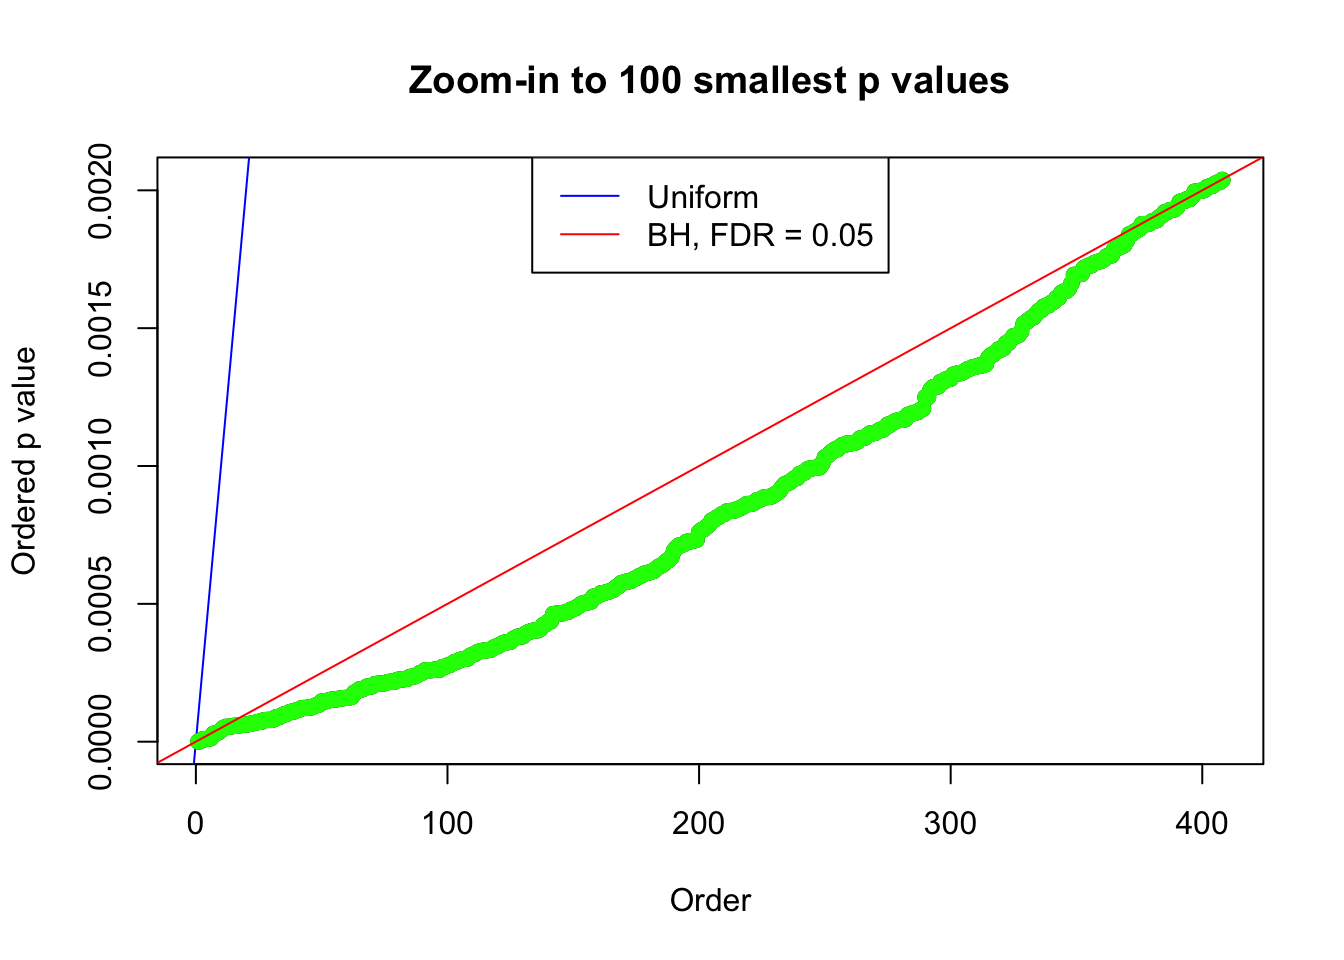 Zoom-in to 100 smallest p values
Uniform
BH, FDR = 0.05
Ordered p value
0.0020
0.0015
0.0010
0.0005
0.0000
0 100 200 300 400
Order